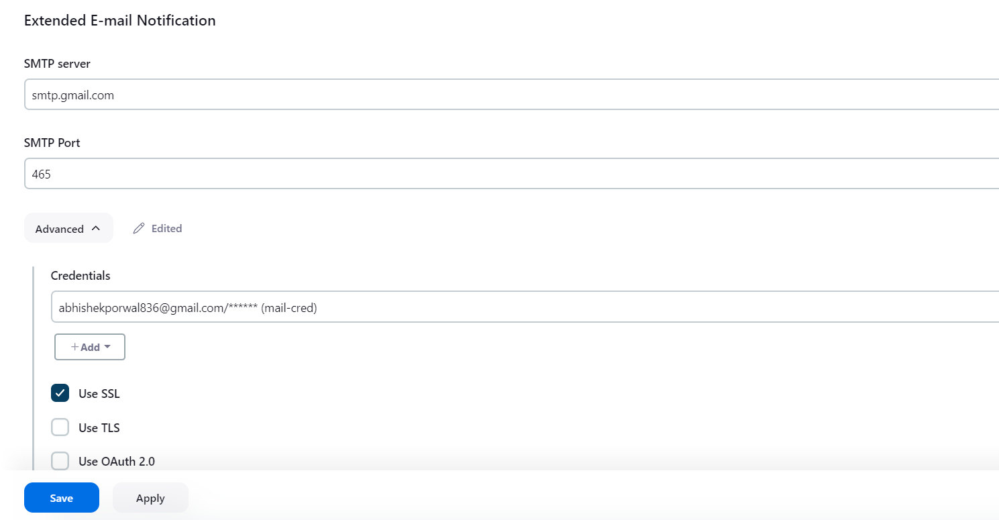 Extended E-mail Notification
SMTP server
smtp.gmail.com
SMTP Port
465
Advanced
Edited
Credentials
abhishekporwal836@gmail.com/****** (mail-cred)
+ Add
Use SSL
Use TLS
Use OAuth 2.0
Save
Apply